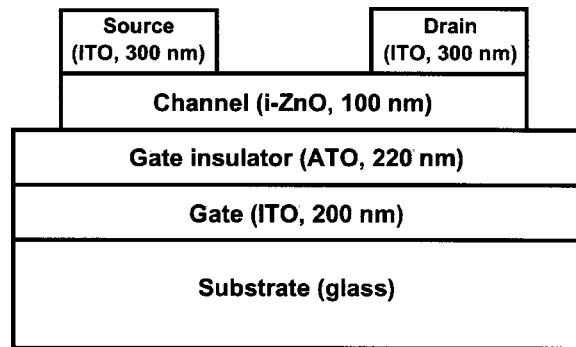 Source
(ITO, 300 nm)
Drain
(ITO, 300 nm)
Channel (i-ZnO, 100 nm)
Gate insulator (ATO, 220 nm)
Gate (ITO, 200 nm)
Substrate (glass)